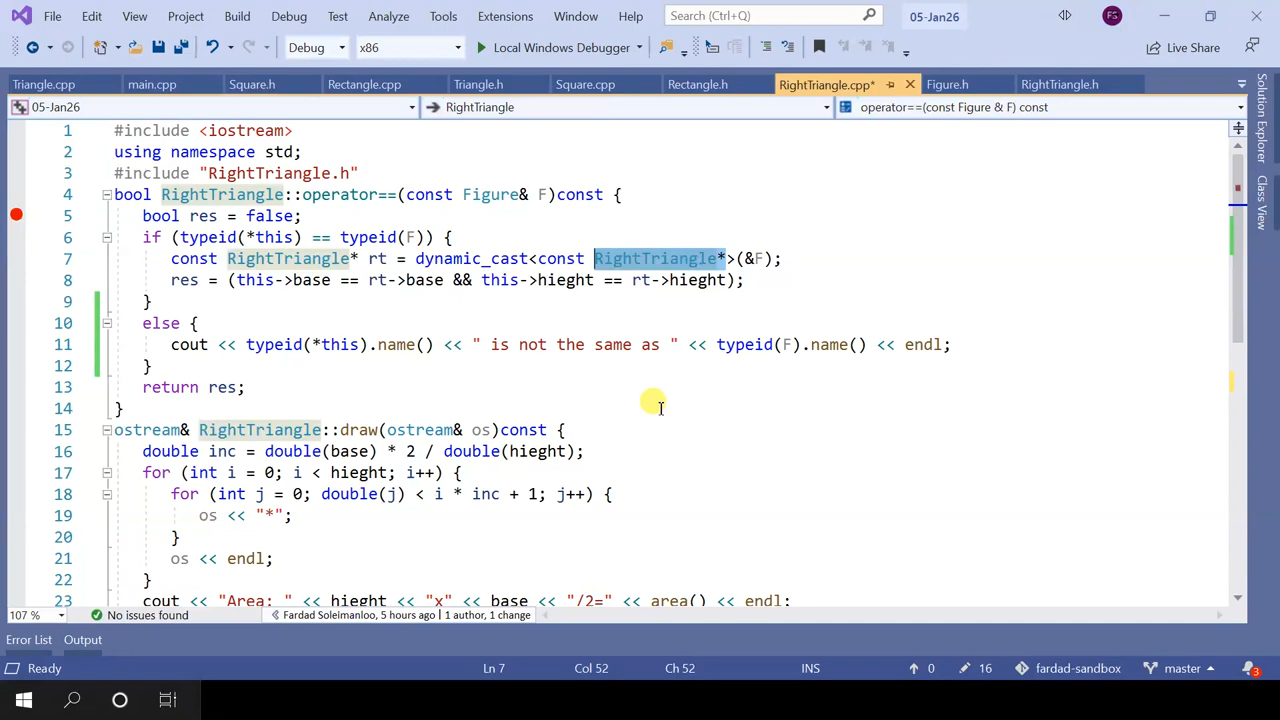 File Edit View Project Build Debug Test Analyze Tools Extensions Window Help Search (Ctrl+Q) 05-Jan26 FS
Debug x86 Local Windows Debugger Live Share
Triangle.cpp main.cpp Square.h Rectangle.cpp Triangle.h Square.cpp Rectangle.h RightTriangle.cpp* Figure.h RightTriangle.h
05-Jan26 RightTriangle operator==(const Figure & F) const
Solution Explorer
Class View
1 #include <iostream>
2 using namespace std;
3 #include "RightTriangle.h"
4 bool RightTriangle::operator==(const Figure& F)const {
5 bool res = false;
6 if (typeid(*this) == typeid(F)) {
7 const RightTriangle* rt = dynamic_cast<const RightTriangle*>(&F);
8 res = (this->base == rt->base && this->hieght == rt->hieght);
9 }
10 else {
11 cout << typeid(*this).name() << " is not the same as " << typeid(F).name() << endl;
12 }
13 return res;
14 }
15 ostream& RightTriangle::draw(ostream& os)const {
16 double inc = double(base) * 2 / double(hieght);
17 for (int i = 0; i < hieght; i++) {
18 for (int j = 0; double(j) < i * inc + 1; j++) {
19 os << "*";
20 }
21 os << endl;
22 }
23 cout << "Area: " << hieght << "x" << base << "/2=" << area() << endl;
107 % No issues found Fardad Soleimanloo, 5 hours ago | 1 author, 1 change
Error List Output
Ready Ln 7 Col 52 Ch 52 INS 0 16 fardad-sandbox master 3